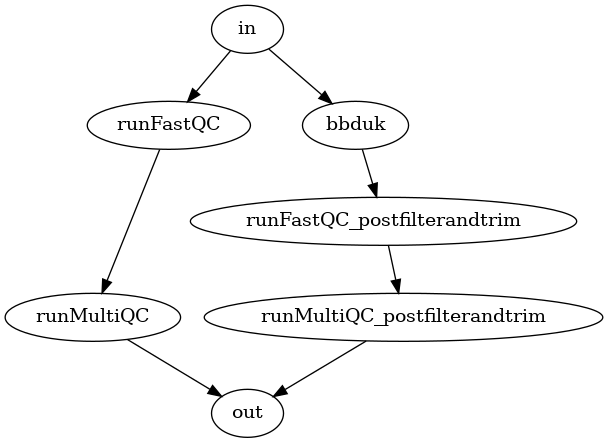 in
runFastQC
bbduk
runFastQC_postfilterandtrim
runMultiQC
runMultiQC_postfilterandtrim
out